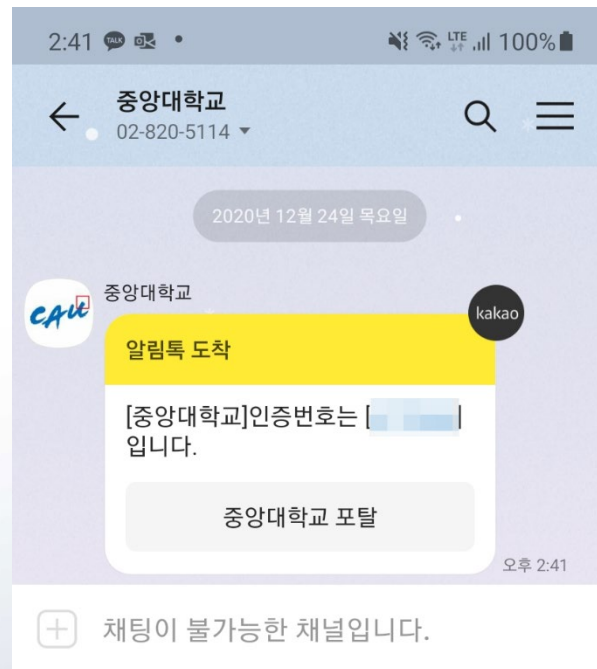 2:41 TALK LTE 100%
중앙대학교
02-820-5114
2020년 12월 24일 목요일
중앙대학교
CAU
kakao
알림톡 도착
[중앙대학교]인증번호는 [
입니다.
중앙대학교 포탈
오후 2:41
채팅이 불가능한 채널입니다.